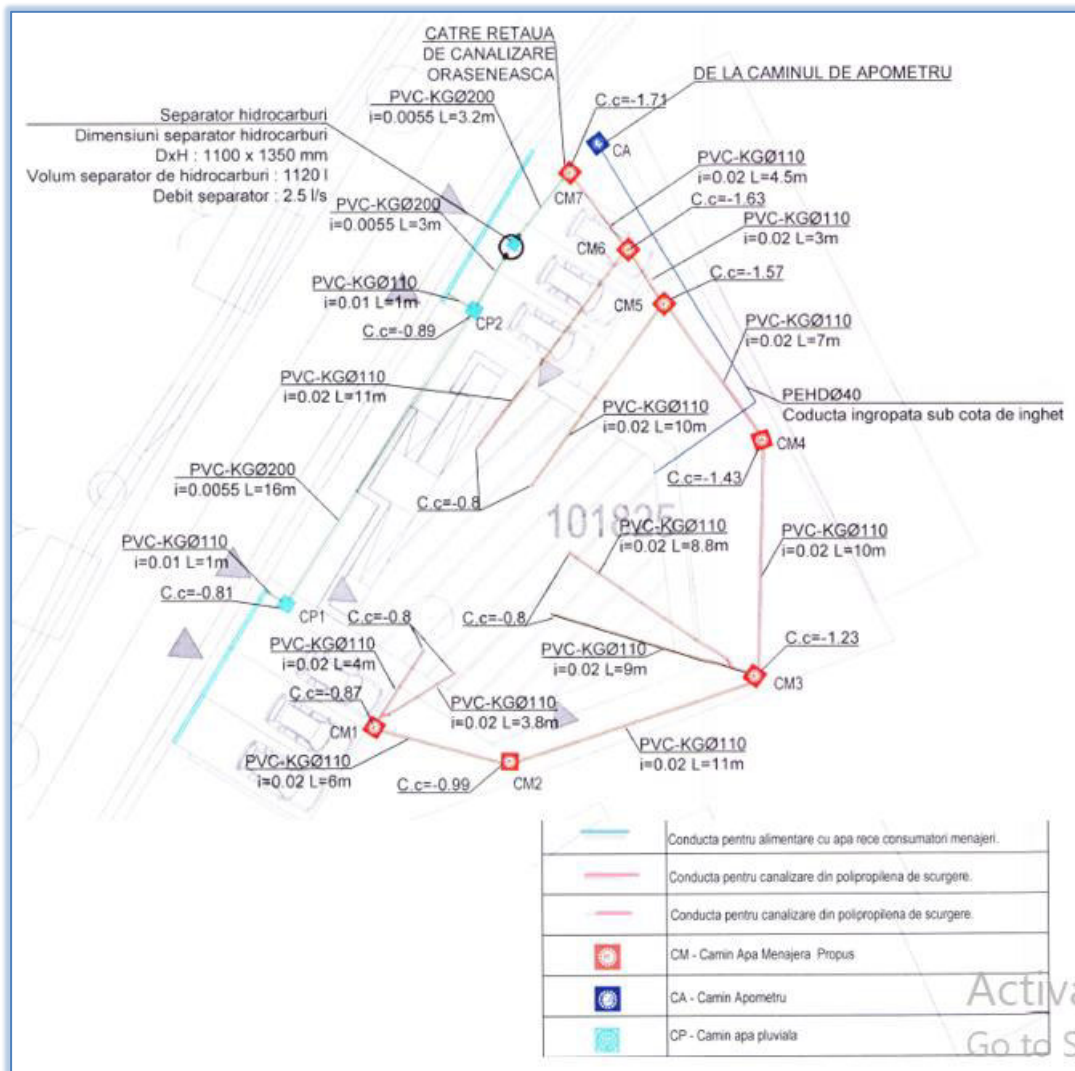 CATRE RETAUA
DE CANALIZARE
ORASENEASCA
DE LA CAMINUL DE APOMETRU
PVC-KGØ200
i=0.0055 L=3.2m
C.c=-1.71
Separator hidrocarburi
Dimensiuni separator hidrocarburi
DxH : 1100 x 1350 mm
Volum separator de hidrocarburi : 1120 l
Debit separator : 2.5 l/s
CA
PVC-KGØ110
i=0.02 L=4.5m
CM7
C.c=-1.63
PVC-KGØ200
i=0.0055 L=3m
PVC-KGØ110
i=0.02 L=3m
CM6
C.c=-1.57
PVC-KGØ110
i=0.01 L=1m
CM5
CP2
C.c=-0.89
PVC-KGØ110
i=0.02 L=7m
PVC-KGØ110
i=0.02 L=11m
PEHDØ40
Coducta ingropata sub cota de inghet
PVC-KGØ110
i=0.02 L=10m
CM4
PVC-KGØ200
i=0.0055 L=16m
C.c=-1.43
C.c=-0.8
101825
PVC-KGØ110
i=0.02 L=8.8m
PVC-KGØ110
i=0.02 L=10m
PVC-KGØ110
i=0.01 L=1m
C.c=-0.81
CP1
C.c=-0.8
C.c=-0.8
C.c=-1.23
PVC-KGØ110
i=0.02 L=4m
PVC-KGØ110
i=0.02 L=9m
CM3
C.c=-0.87
PVC-KGØ110
i=0.02 L=3.8m
CM1
PVC-KGØ110
i=0.02 L=6m
C.c=-0.99
CM2
PVC-KGØ110
i=0.02 L=11m
Conducta pentru alimentare cu apa rece consumatori menajeri.
Conducta pentru canalizare din polipropilena de scurgere.
Conducta pentru canalizare din polipropilena de scurgere.
CM - Camin Apa Menajera Propus
CA - Camin Apometru
CP - Camin apa pluviala
Activa
Go to S